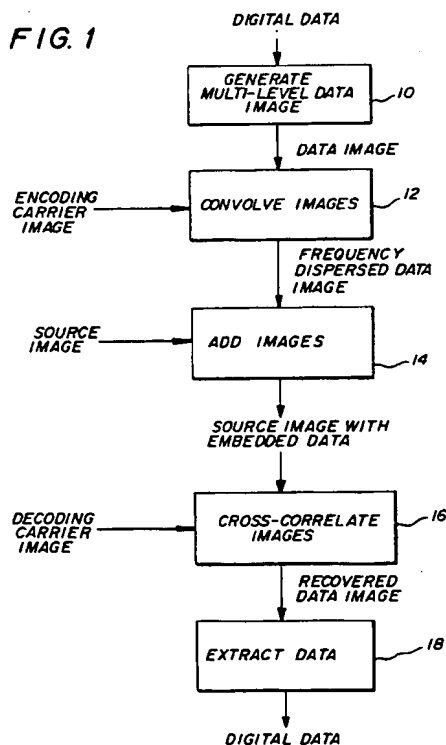 FIG. 1
DIGITAL DATA
GENERATE
MULTI-LEVEL DATA
IMAGE
10
DATA IMAGE
ENCODING
CARRIER
IMAGE
CONVOLVE IMAGES
12
FREQUENCY
DISPERSED DATA
IMAGE
SOURCE
IMAGE
ADD IMAGES
14
SOURCE IMAGE WITH
EMBEDDED DATA
DECODING
CARRIER
IMAGE
CROSS-CORRELATE
IMAGES
16
RECOVERED
DATA IMAGE
EXTRACT DATA
18
DIGITAL DATA